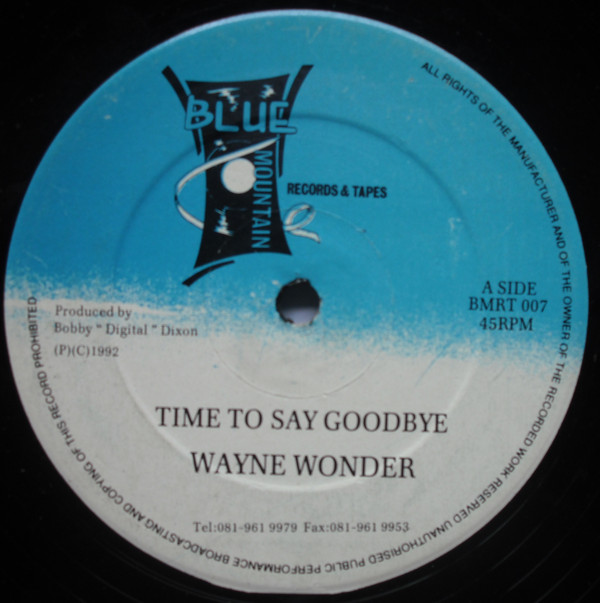 BLUE
MOUNTAIN
RECORDS & TAPES
A SIDE
BMRT 007
45RPM
Produced by
Bobby " Digital " Dixon
(P)(C)1992
TIME TO SAY GOODBYE
WAYNE WONDER
Tel:081-961 9979 Fax:081-961 9953
ALL RIGHTS OF THE MANUFACTURER AND OF THE OWNER OF THE RECORDED WORK RESERVED UNAUTHORISED PUBLIC PERFORMANCE BROADCASTING AND COPYING OF THIS RECORD PROHIBITED